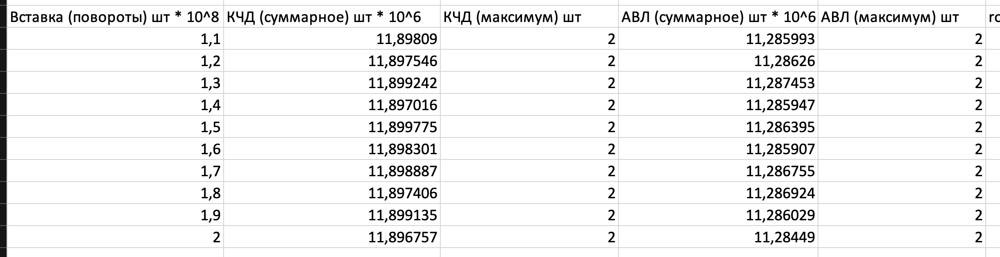 Вставка (повороты) шт * 10^8 КЧД (суммарное) шт * 10^6 КЧД (максимум) шт АВЛ (суммарное) шт * 10^6 АВЛ (максимум) шт
1,1 11,89809 2 11,285993 2
1,2 11,897546 2 11,28626 2
1,3 11,899242 2 11,287453 2
1,4 11,897016 2 11,285947 2
1,5 11,899775 2 11,286395 2
1,6 11,898301 2 11,285907 2
1,7 11,898887 2 11,286755 2
1,8 11,897406 2 11,286924 2
1,9 11,899135 2 11,286029 2
2 11,896757 2 11,28449 2